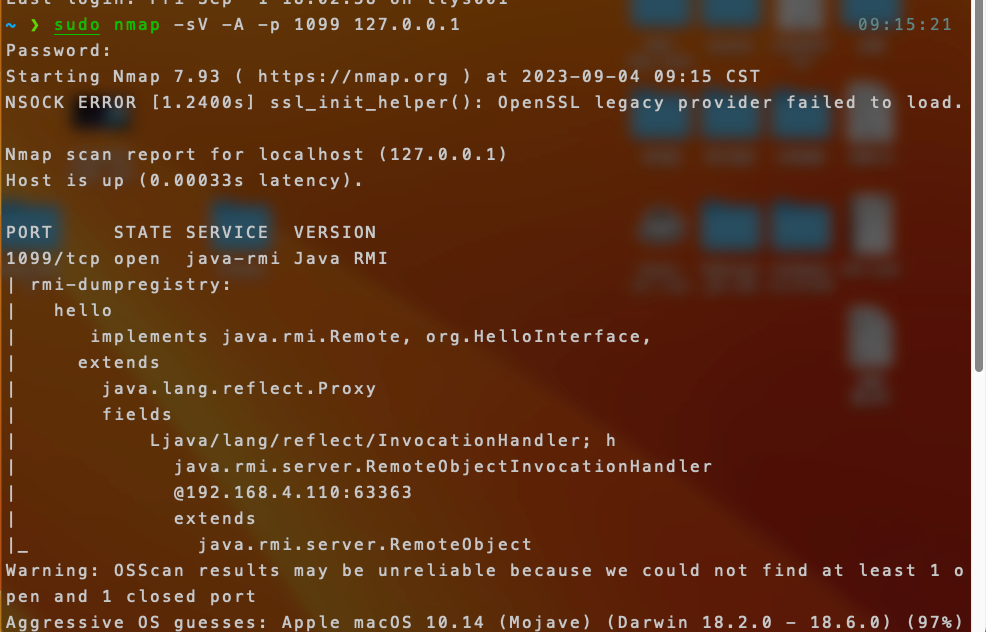 ~ ❯ sudo nmap -sV -A -p 1099 127.0.0.1 09:15:21
Password:
Starting Nmap 7.93 ( https://nmap.org ) at 2023-09-04 09:15 CST
NSOCK ERROR [1.2400s] ssl_init_helper(): OpenSSL legacy provider failed to load.

Nmap scan report for localhost (127.0.0.1)
Host is up (0.00033s latency).

PORT     STATE SERVICE  VERSION
1099/tcp open  java-rmi Java RMI
| rmi-dumpregistry:
|   hello
|      implements java.rmi.Remote, org.HelloInterface,
|     extends
|       java.lang.reflect.Proxy
|       fields
|           Ljava/lang/reflect/InvocationHandler; h
|             java.rmi.server.RemoteObjectInvocationHandler
|             @192.168.4.110:63363
|             extends
|_              java.rmi.server.RemoteObject
Warning: OSScan results may be unreliable because we could not find at least 1 o
pen and 1 closed port
Aggressive OS guesses: Apple macOS 10.14 (Mojave) (Darwin 18.2.0 - 18.6.0) (97%)